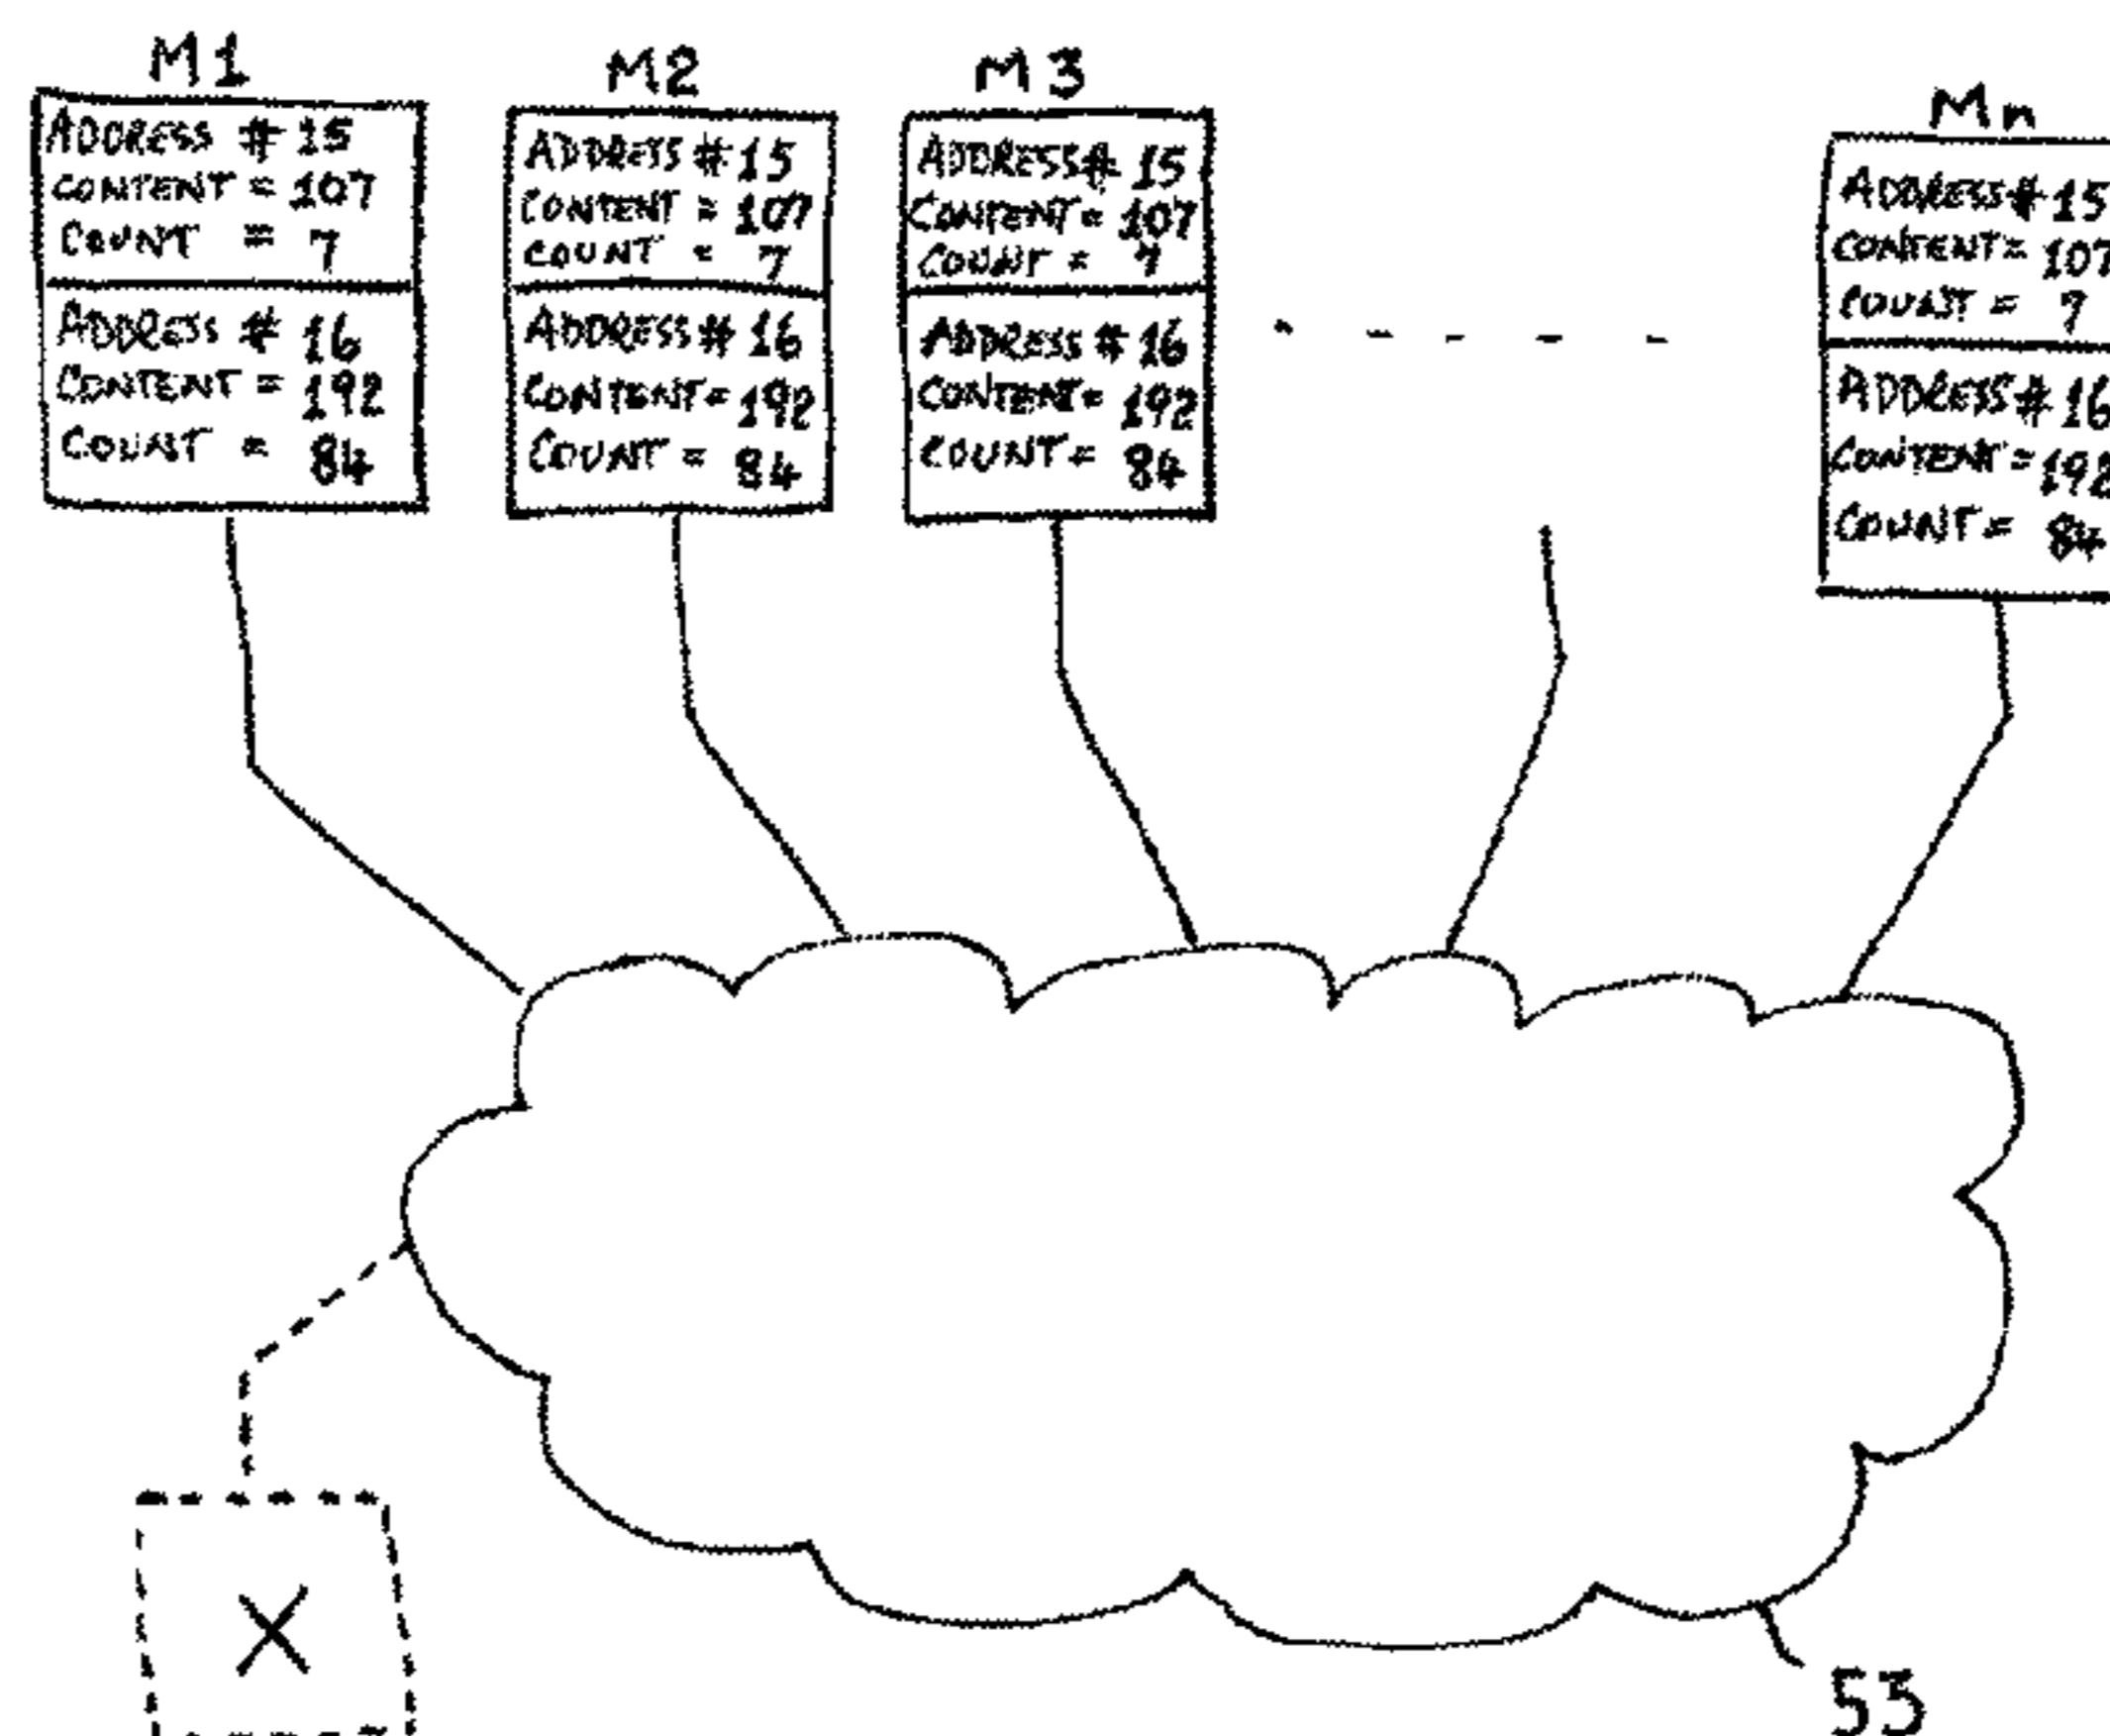 M1
ADDRESS # 15
CONTENT = 107
COUNT = 7
ADDRESS # 16
CONTENT = 192
COUNT = 84
M2
ADDRESS # 15
CONTENT = 107
COUNT = 7
ADDRESS # 16
CONTENT = 192
COUNT = 84
M3
ADDRESS # 15
CONTENT = 107
COUNT = 7
ADDRESS # 16
CONTENT = 192
COUNT = 84
Mn
ADDRESS # 15
CONTENT = 107
COUNT = 7
ADDRESS # 16
CONTENT = 192
COUNT = 84
X
53